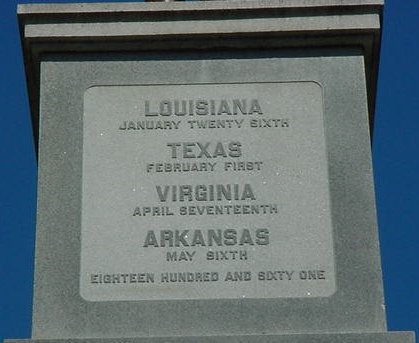 LOUISIANA
JANUARY TWENTY SIXTH
TEXAS
FEBRUARY FIRST
VIRGINIA
APRIL SEVENTEENTH
ARKANSAS
MAY SIXTH
EIGHTEEN HUNDRED AND SIXTY ONE